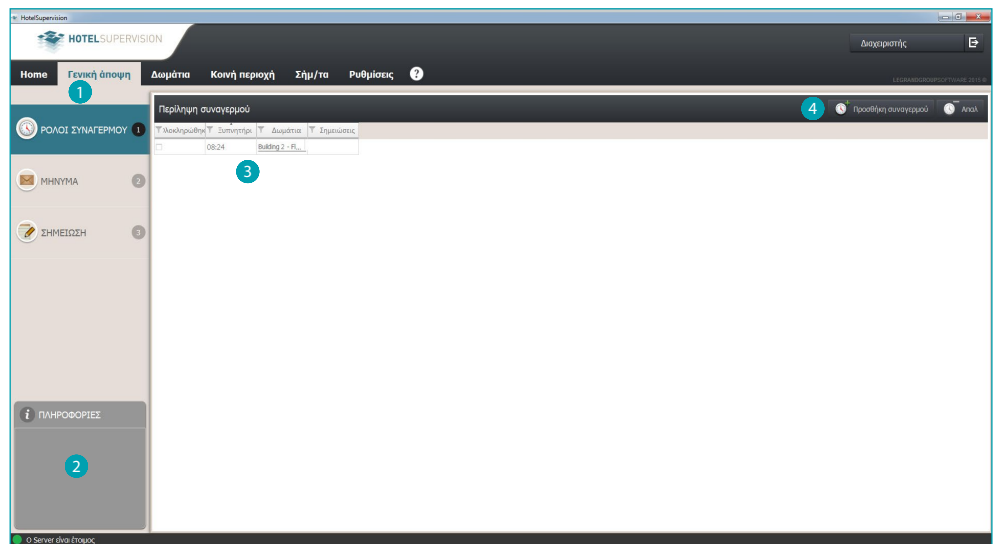 HotelSupervision
HOTELSUPERVISION
Διαχειριστής
Home Γενική άποψη Δωμάτια Κοινή περιοχή Σήμ/τα Ρυθμίσεις ?
1
LEGRANDGROUPSOFTWARE 2015 ©
Περίληψη συναγερμού
4 Προσθήκη συναγερμού Απαλ
ΡΟΛΟΙ ΣΥΝΑΓΕΡΜΟΥ 1
Ξυπνητήρι Δωμάτια Σημειώσεις
08:24 Building 2 - Fl...
3
ΜΗΝΥΜΑ 2
ΣΗΜΕΙΩΣΗ 3
i ΠΛΗΡΟΦΟΡΙΕΣ
2
Ο Server είναι έτοιμος